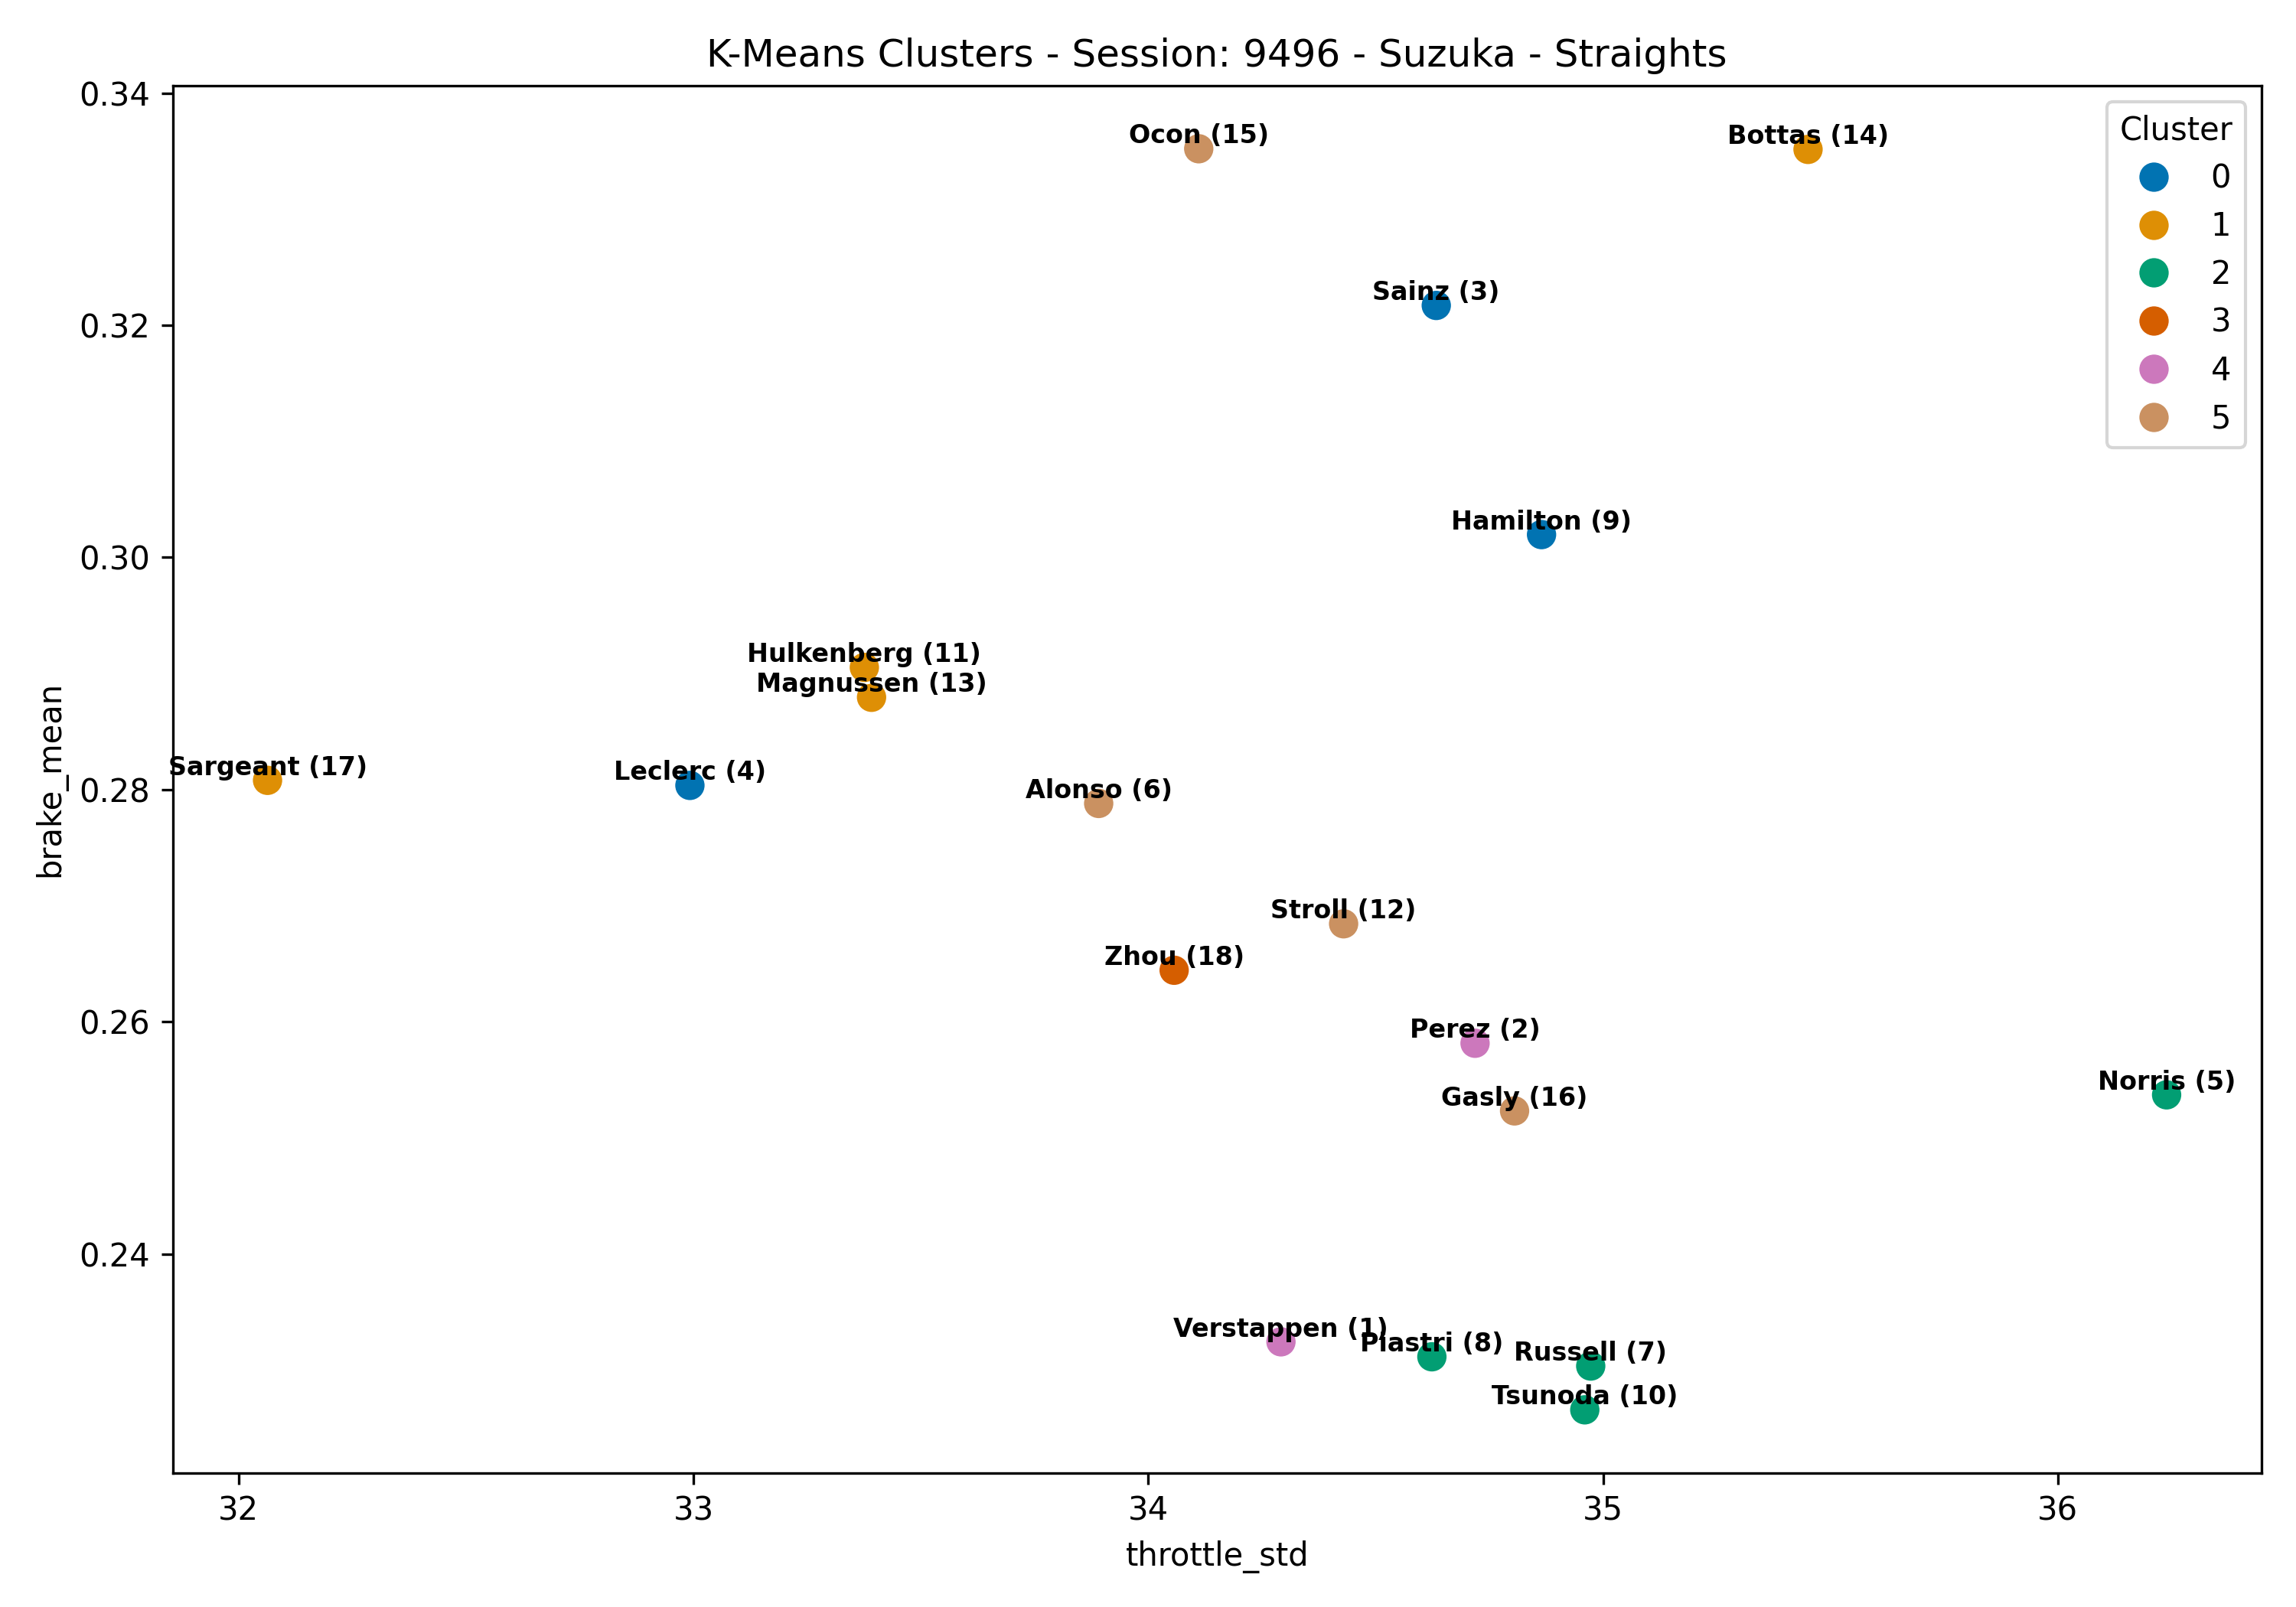 K-Means Clusters - Session: 9496 - Suzuka - Straights
0.34
0.32
0.30
0.28
0.26
0.24
brake_mean
Ocon (15)
Bottas (14)
Sainz (3)
Hamilton (9)
Hulkenberg (11)
Magnussen (13)
Sargeant (17)
Leclerc (4)
Alonso (6)
Stroll (12)
Zhou (18)
Perez (2)
Norris (5)
Gasly (16)
Verstappen (1)
Piastri (8)
Russell (7)
Tsunoda (10)
Cluster
0
1
2
3
4
5
32
33
34
35
36
throttle_std